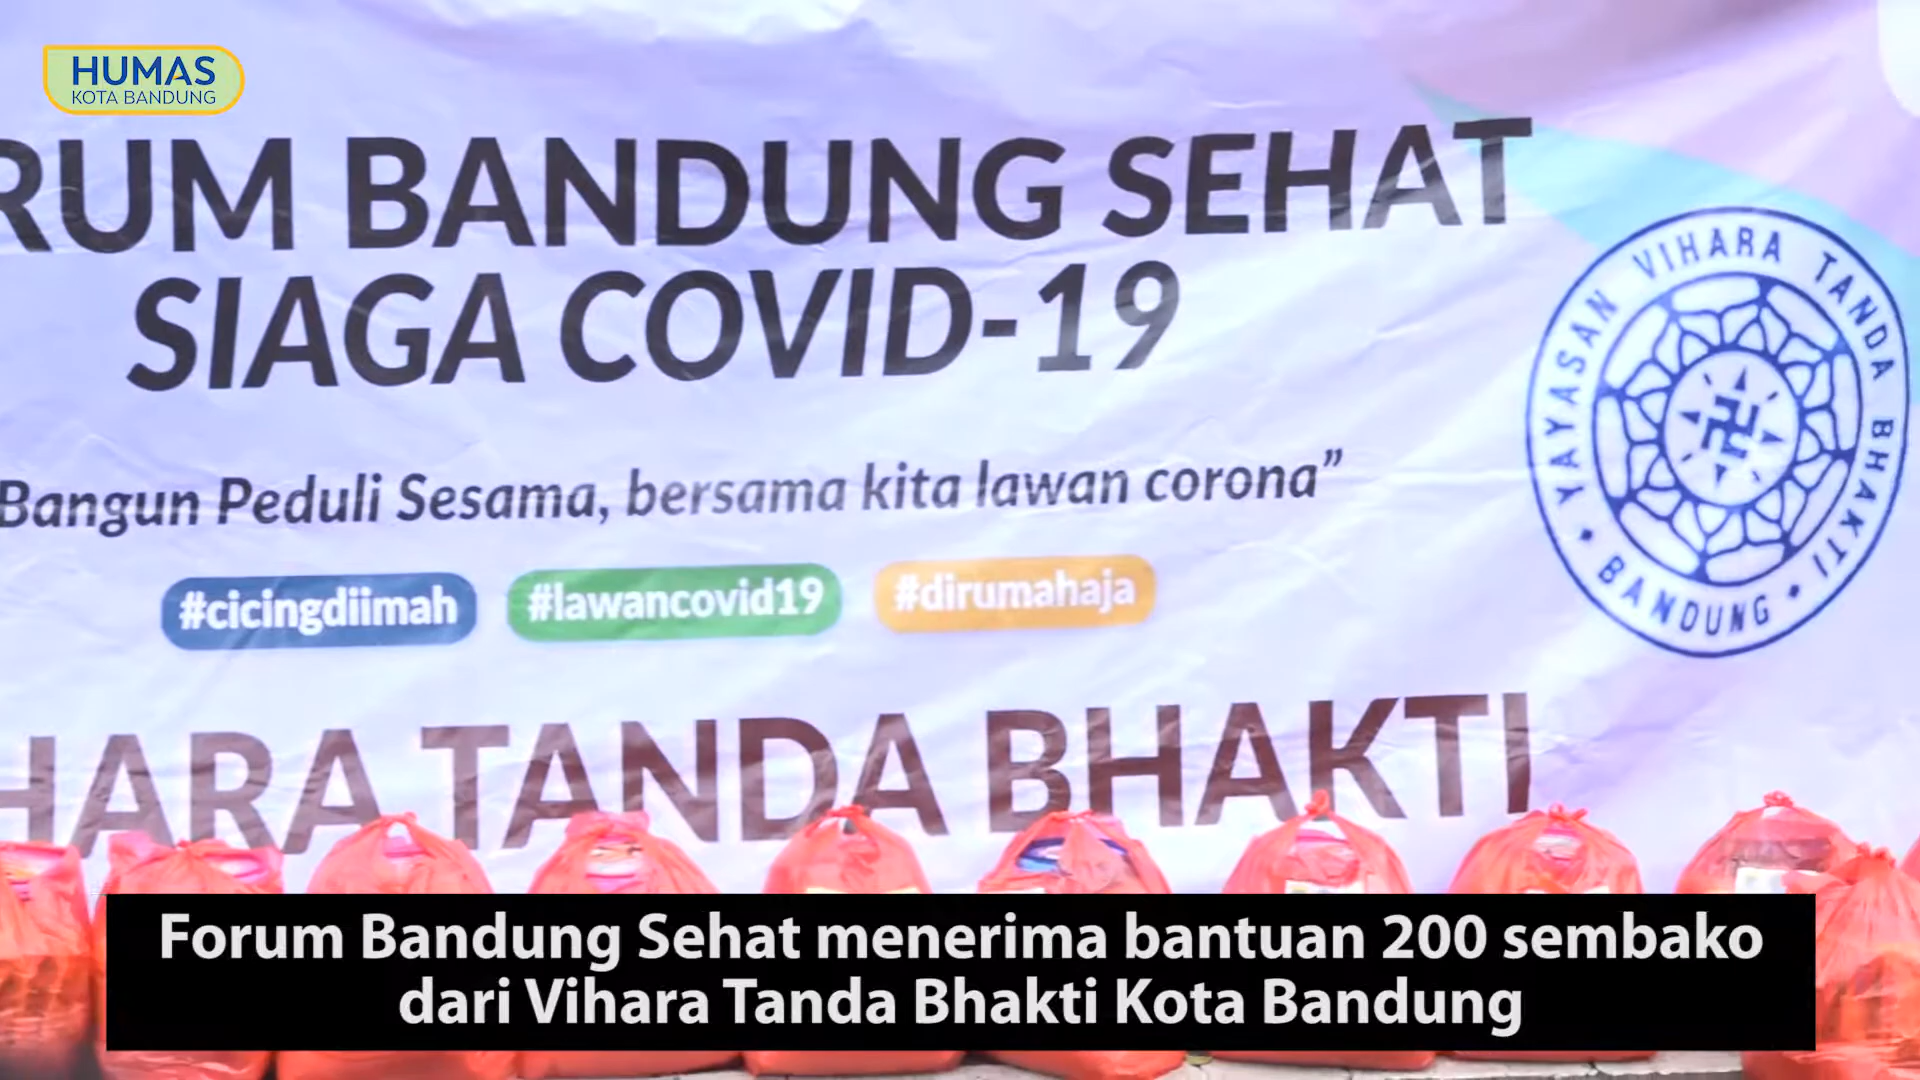 HUMAS
KOTA BANDUNG
RUM BANDUNG SEHAT
SIAGA COVID-19
Bangun Peduli Sesama, bersama kita lawan corona”
#cicingdiimah #lawancovid19 #dirumahaja
YAYASAN VIHARA TANDA BHAKTI
• BANDUNG •
HARA TANDA BHAKTI
Forum Bandung Sehat menerima bantuan 200 sembako
dari Vihara Tanda Bhakti Kota Bandung